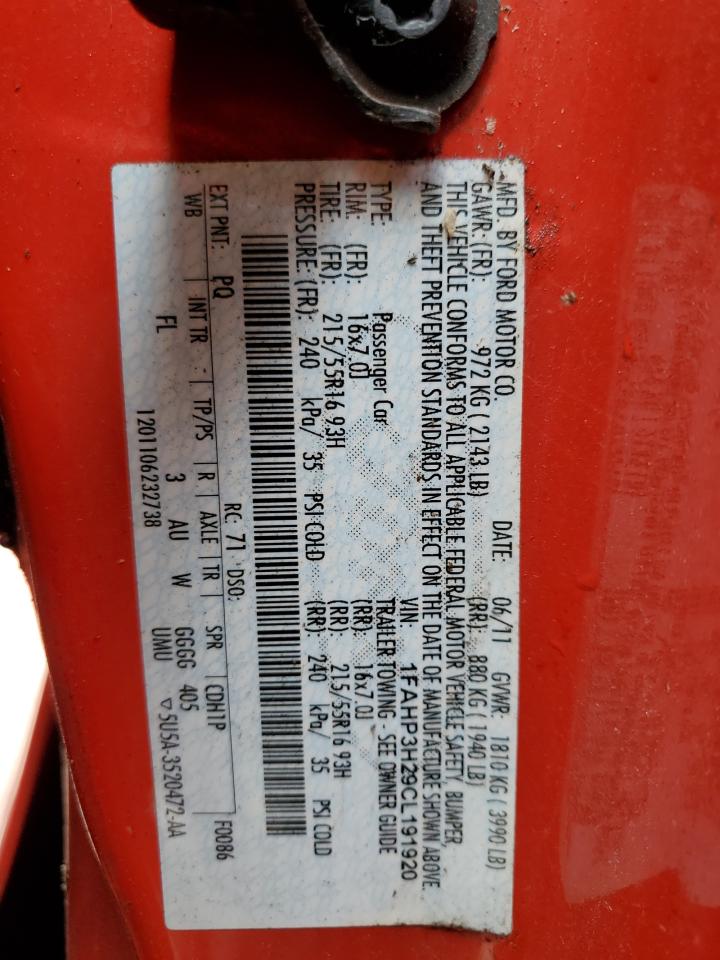 MFD. BY FORD MOTOR CO. DATE: 06/11 GVWR: 1810 KG ( 3990 LB)
GAWR: (FR): 972 KG ( 2143 LB) (RR): 880 KG ( 1940 LB)
THIS VEHICLE CONFORMS TO ALL APPLICABLE FEDERAL MOTOR VEHICLE SAFETY, BUMPER,
AND THEFT PREVENTION STANDARDS IN EFFECT ON THE DATE OF MANUFACTURE SHOWN ABOVE.
VIN: 1FAHP3H29CL191920
TYPE: Passenger Car TRAILER TOWING - SEE OWNER GUIDE
RIM: (FR): 16x7.0J (RR): 16x7.0J
TIRE: (FR): 215/55R16 93H (RR): 215/55R16 93H
PRESSURE: (FR): 240 kPa/ 35 PSI COLD (RR): 240 kPa/ 35 PSI COLD
EXT PNT: PQ RC: 71 DSO: F0086
WB INT TR TP/PS R AXLE TR SPR CDH1P
FL - 3 AU W GGGG 405
1201106232738 UMU ▽5U5A-3520472-AA